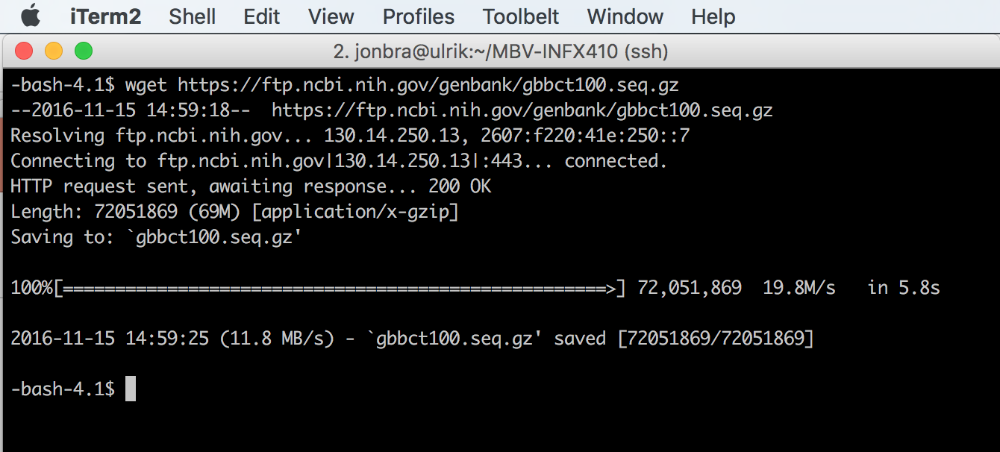 iTerm2 Shell Edit View Profiles Toolbelt Window Help
2. jonbra@ulrik:~/MBV-INFX410 (ssh)
-bash-4.1$ wget https://ftp.ncbi.nih.gov/genbank/gbbct100.seq.gz
--2016-11-15 14:59:18--  https://ftp.ncbi.nih.gov/genbank/gbbct100.seq.gz
Resolving ftp.ncbi.nih.gov... 130.14.250.13, 2607:f220:41e:250::7
Connecting to ftp.ncbi.nih.gov|130.14.250.13|:443... connected.
HTTP request sent, awaiting response... 200 OK
Length: 72051869 (69M) [application/x-gzip]
Saving to: `gbbct100.seq.gz'
100%[====================================================>] 72,051,869  19.8M/s   in 5.8s
2016-11-15 14:59:25 (11.8 MB/s) - `gbbct100.seq.gz' saved [72051869/72051869]
-bash-4.1$